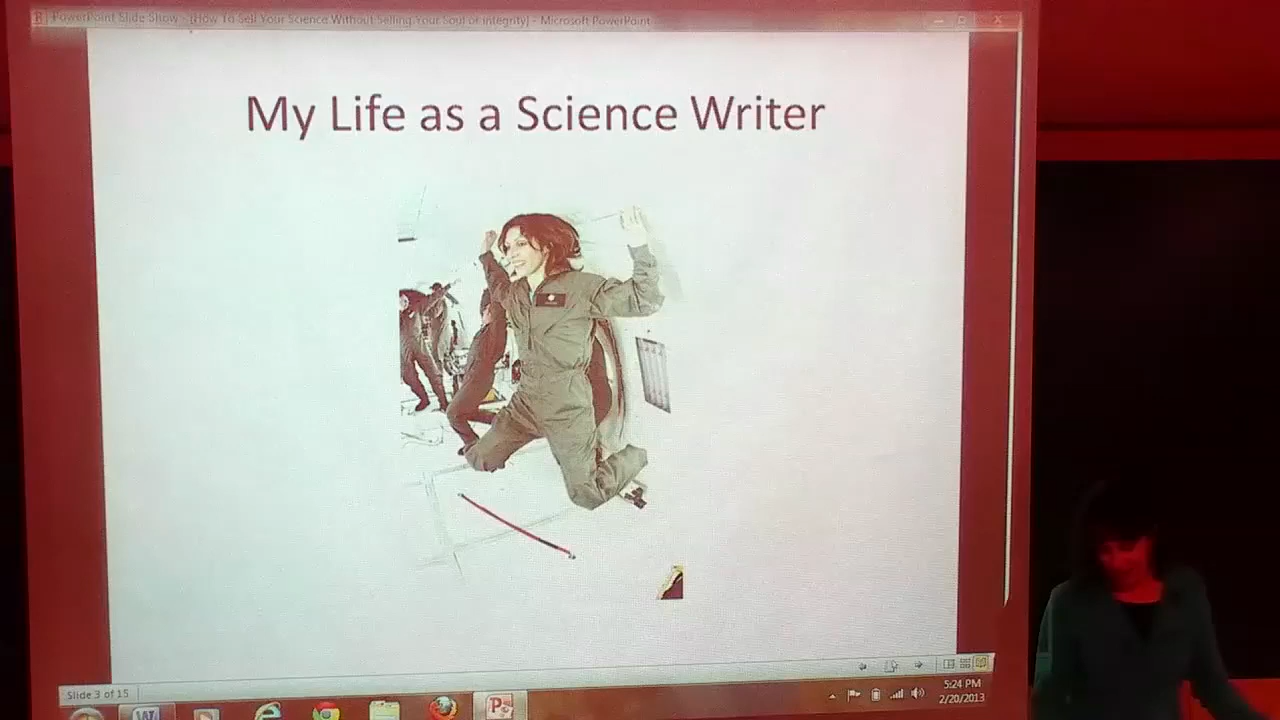 PowerPoint Slide Show - [How To Sell Your Science Without Selling Your Soul or Integrity] - Microsoft PowerPoint
My Life as a Science Writer
Slide 3 of 15
5:24 PM
2/20/2013